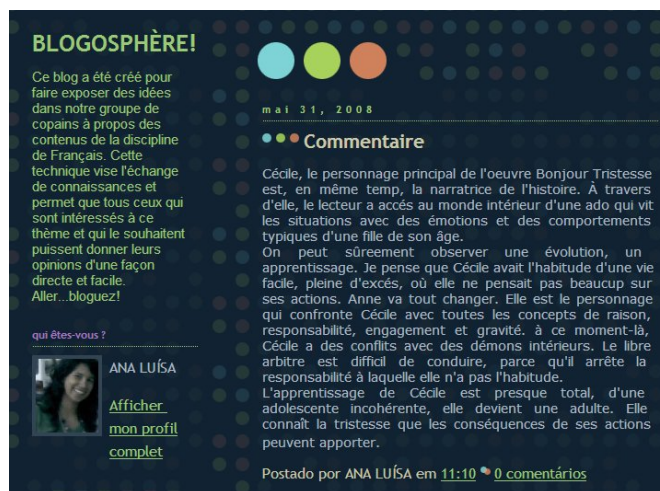 BLOGOSPHÈRE!
Ce blog a été créé pour
faire exposer des idées
dans notre groupe de
copains à propos des
contenus de la discipline
de Français. Cette
technique vise l'échange
de connaissances et
permet que tous ceux qui
sont intéressés à ce
thème et qui le souhaitent
puissent donner leurs
opinions d'une façon
directe et facile.
Aller...bloguez!
qui êtes-vous ?
ANA LUÍSA
Afficher
mon profil
complet
mai 31, 2008
Commentaire
Cécile, le personnage principal de l'oeuvre Bonjour Tristesse
est, en même temp, la narratrice de l'histoire. À travers
d'elle, le lecteur a accés au monde intérieur d'une ado qui vit
les situations avec des émotions et des comportements
typiques d'une fille de son âge.
On peut sûreement observer une évolution, un
apprentissage. Je pense que Cécile avait l'habitude d'une vie
facile, pleine d'excés, où elle ne pensait pas beaucup sur
ses actions. Anne va tout changer. Elle est le personnage
qui confronte Cécile avec toutes les concepts de raison,
responsabilité, engagement et gravité. à ce moment-là,
Cécile a des conflits avec des démons intérieurs. Le libre
arbitre est difficil de conduire, parce qu'il arrête la
responsabilité à laquelle elle n'a pas l'habitude.
L'apprentissage de Cécile est presque total, d'une
adolescente incohérente, elle devient une adulte. Elle
connaît la tristesse que les conséquences de ses actions
peuvent apporter.
Postado por ANA LUÍSA em 11:10 0 comentários